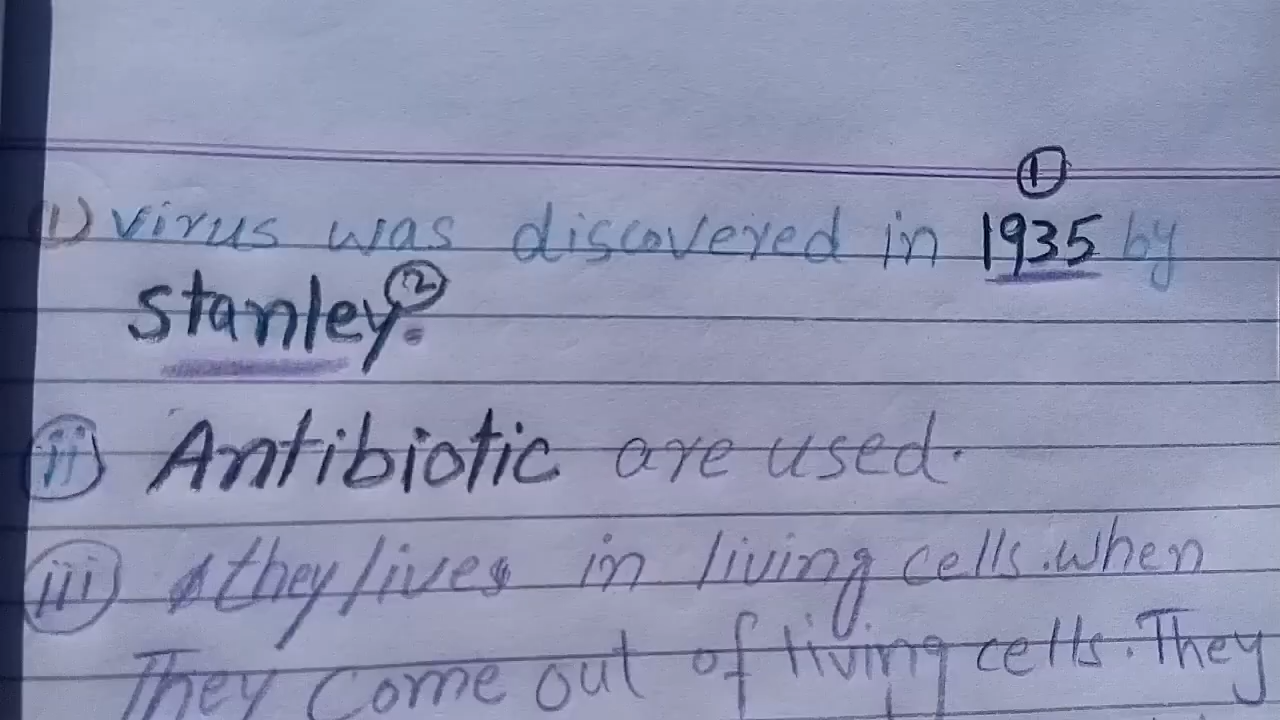 ①
(1) virus was discovered in 1935 by
Stanley. ②
(ii) Antibiotic are used.
(iii) they lives in living cells. when
They come out of living cells. They